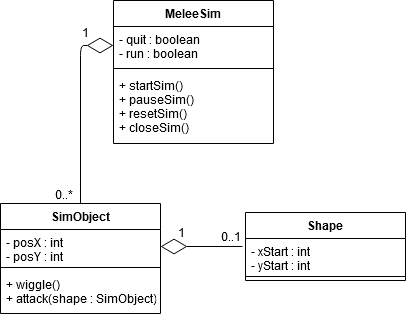 MeleeSim
- quit : boolean
- run : boolean
+ startSim()
+ pauseSim()
+ resetSim()
+ closeSim()
1
0..*
SimObject
- posX : int
- posY : int
+ wiggle()
+ attack(shape : SimObject)
1
0..1
Shape
- xStart : int
- yStart : int